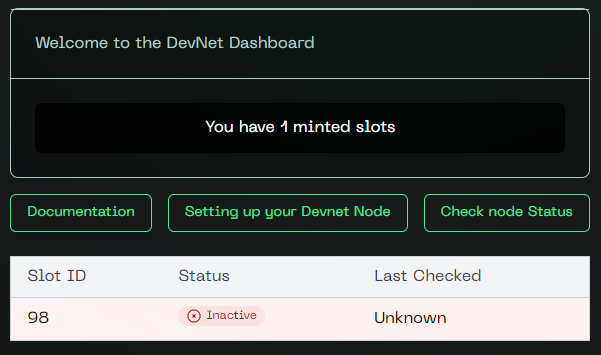 Welcome to the DevNet Dashboard
You have 1 minted slots
Documentation
Setting up your Devnet Node
Check node Status
Slot ID Status Last Checked
98 Inactive Unknown